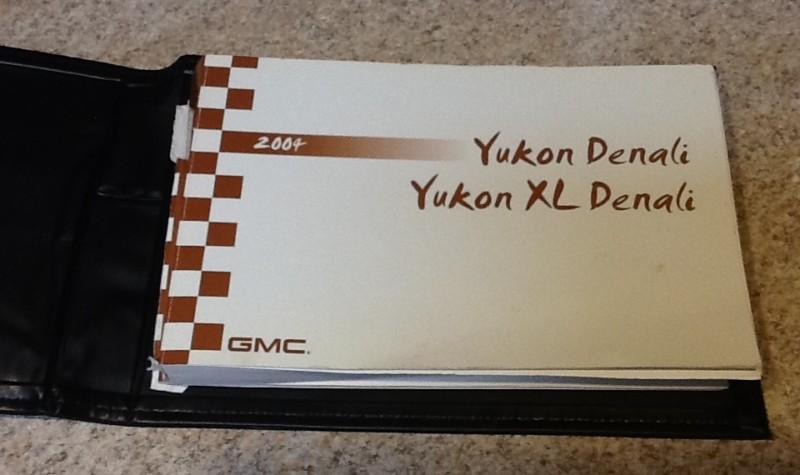 2004
Yukon Denali
Yukon XL Denali
GMC.